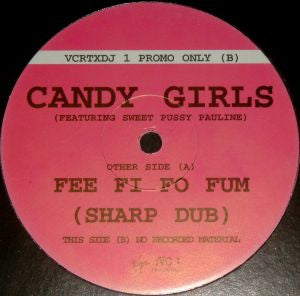 VCRTXDJ 1 PROMO ONLY (B)
CANDY GIRLS
(FEATURING SWEET PUSSY PAULINE)
OTHER SIDE (A)
FEE FI FO FUM
(SHARP DUB)
THIS SIDE (B) NO RECORDED MATERIAL
Virgin